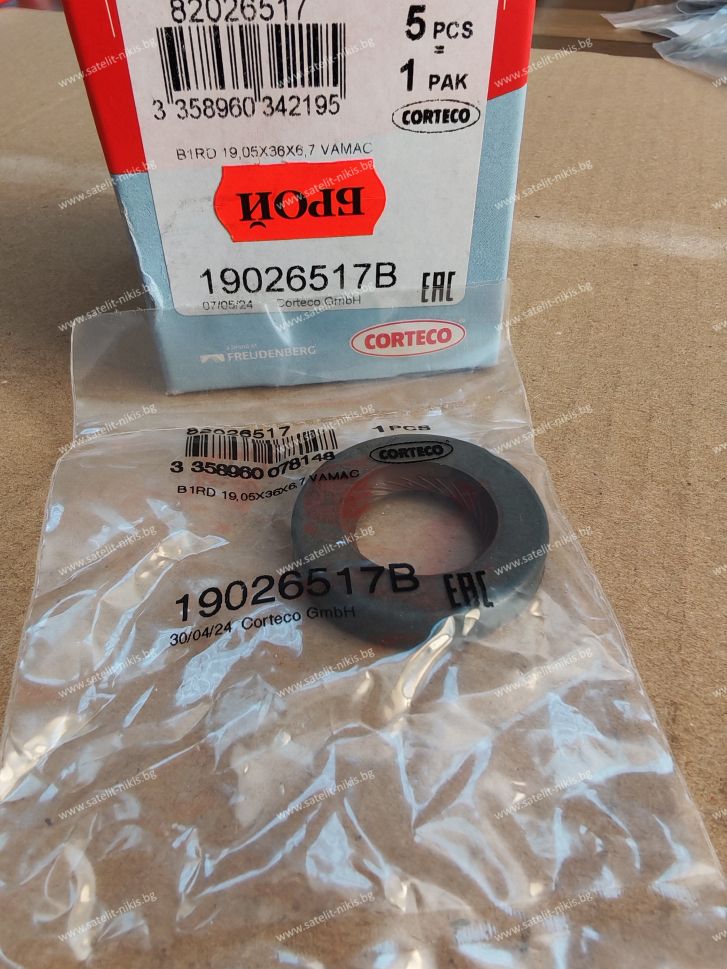 82026517
5 PCS
=
1 PAK
3 358960 342195
CORTECO
B1RD 19,05X36X6,7 VAMAC
БРОЙ
19026517B
EAC
07/05/24 Corteco GmbH
FREUDENBERG
CORTECO
82026517
1 PCS
CORTECO
3 358960 078148
B1RD 19,05X36X6,7 VAMAC
19026517B
EAC
30/04/24 Corteco GmbH
www.satelit-nikis.bg